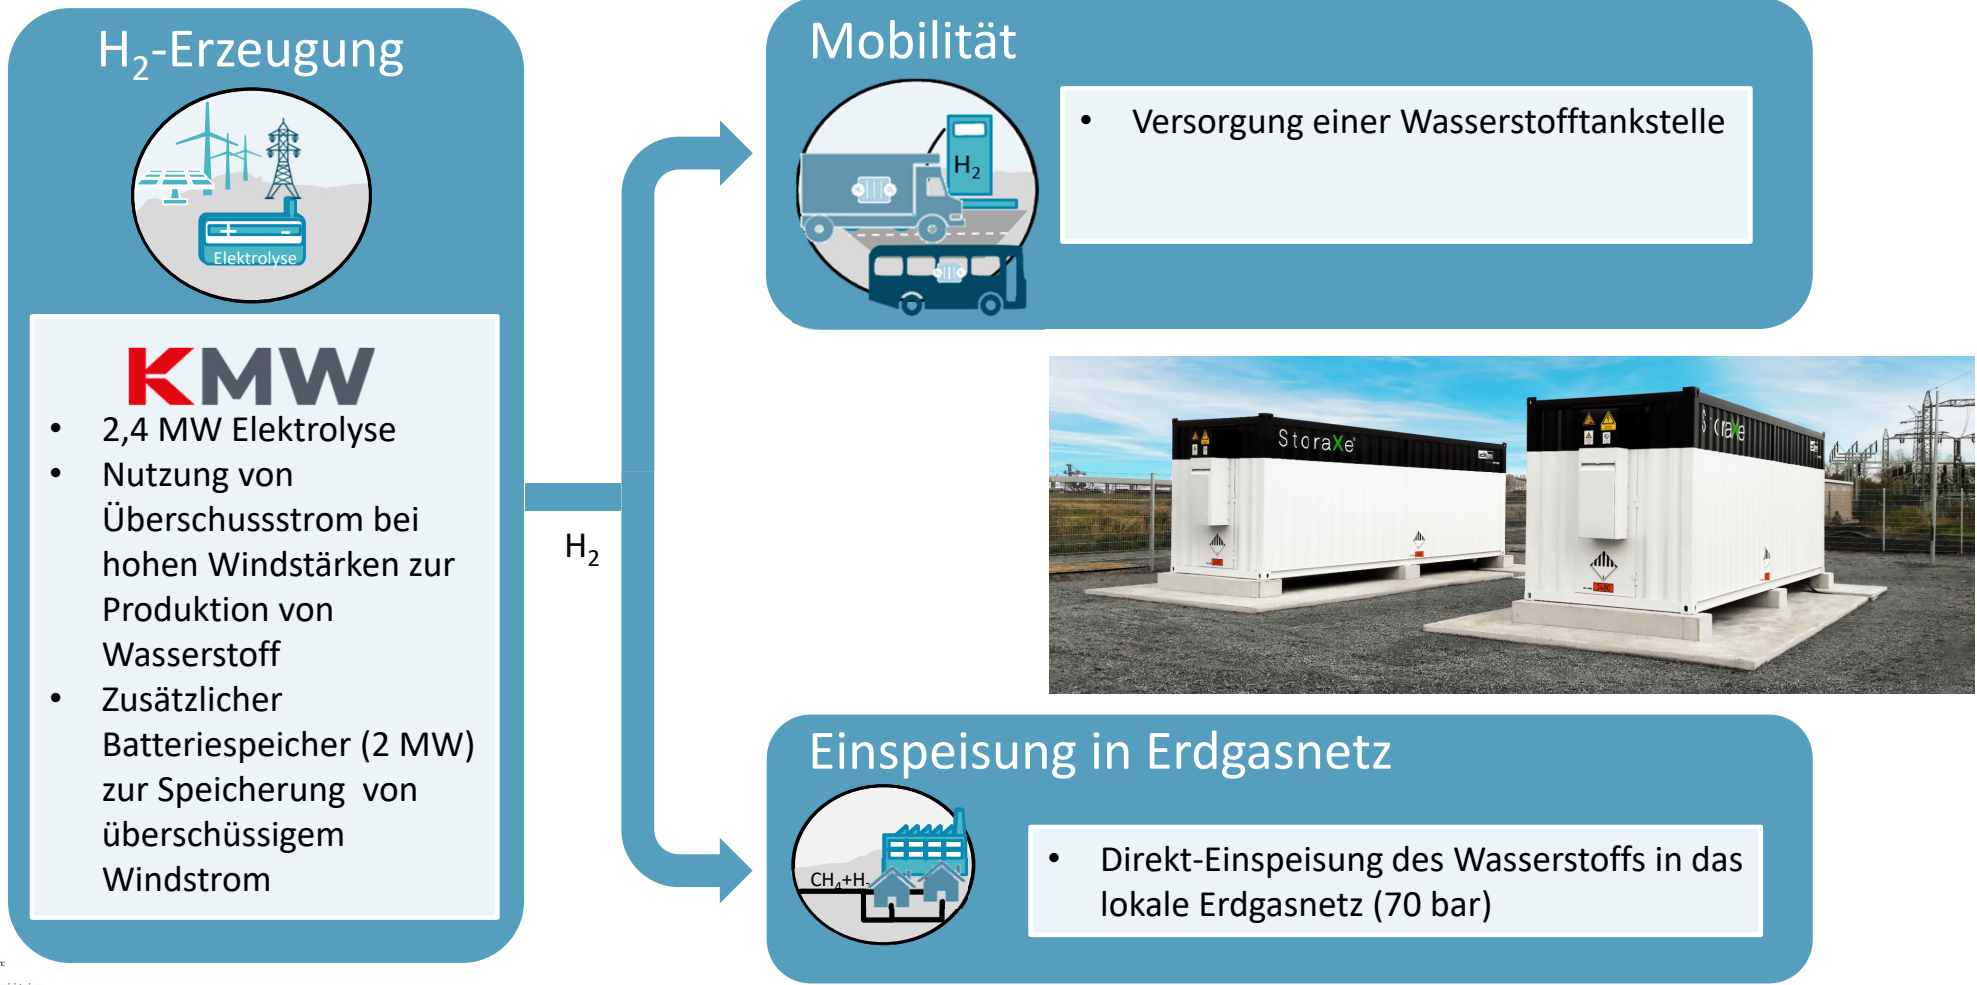 H₂-Erzeugung
Elektrolyse
KMW
• 2,4 MW Elektrolyse
• Nutzung von
Überschussstrom bei
hohen Windstärken zur
Produktion von
Wasserstoff
• Zusätzlicher
Batteriespeicher (2 MW)
zur Speicherung von
überschüssigem
Windstrom
H₂
Mobilität
H₂
• Versorgung einer Wasserstofftankstelle
StoraXe
StoraXe
Einspeisung in Erdgasnetz
CH₄+H₂
• Direkt-Einspeisung des Wasserstoffs in das
lokale Erdgasnetz (70 bar)